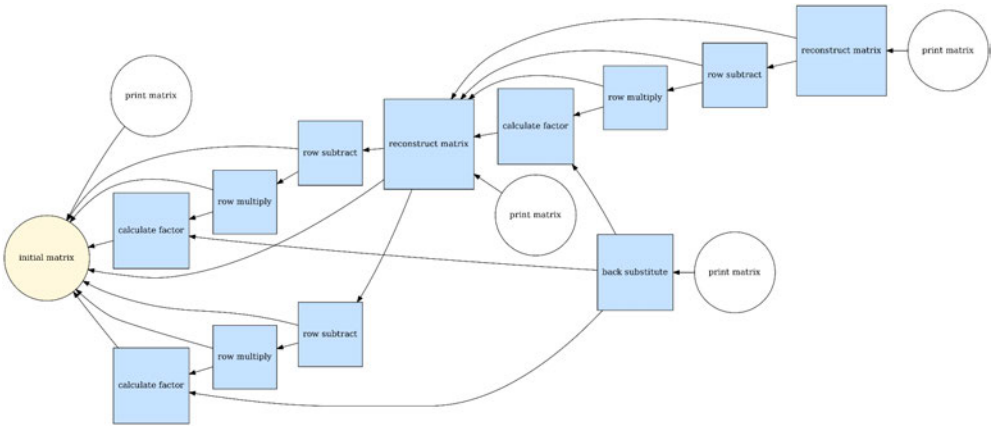 reconstruct matrix
print matrix
row subtract
row multiply
print matrix
calculate factor
reconstruct matrix
row subtract
row multiply
print matrix
calculate factor
initial matrix
back substitute
print matrix
row subtract
row multiply
calculate factor